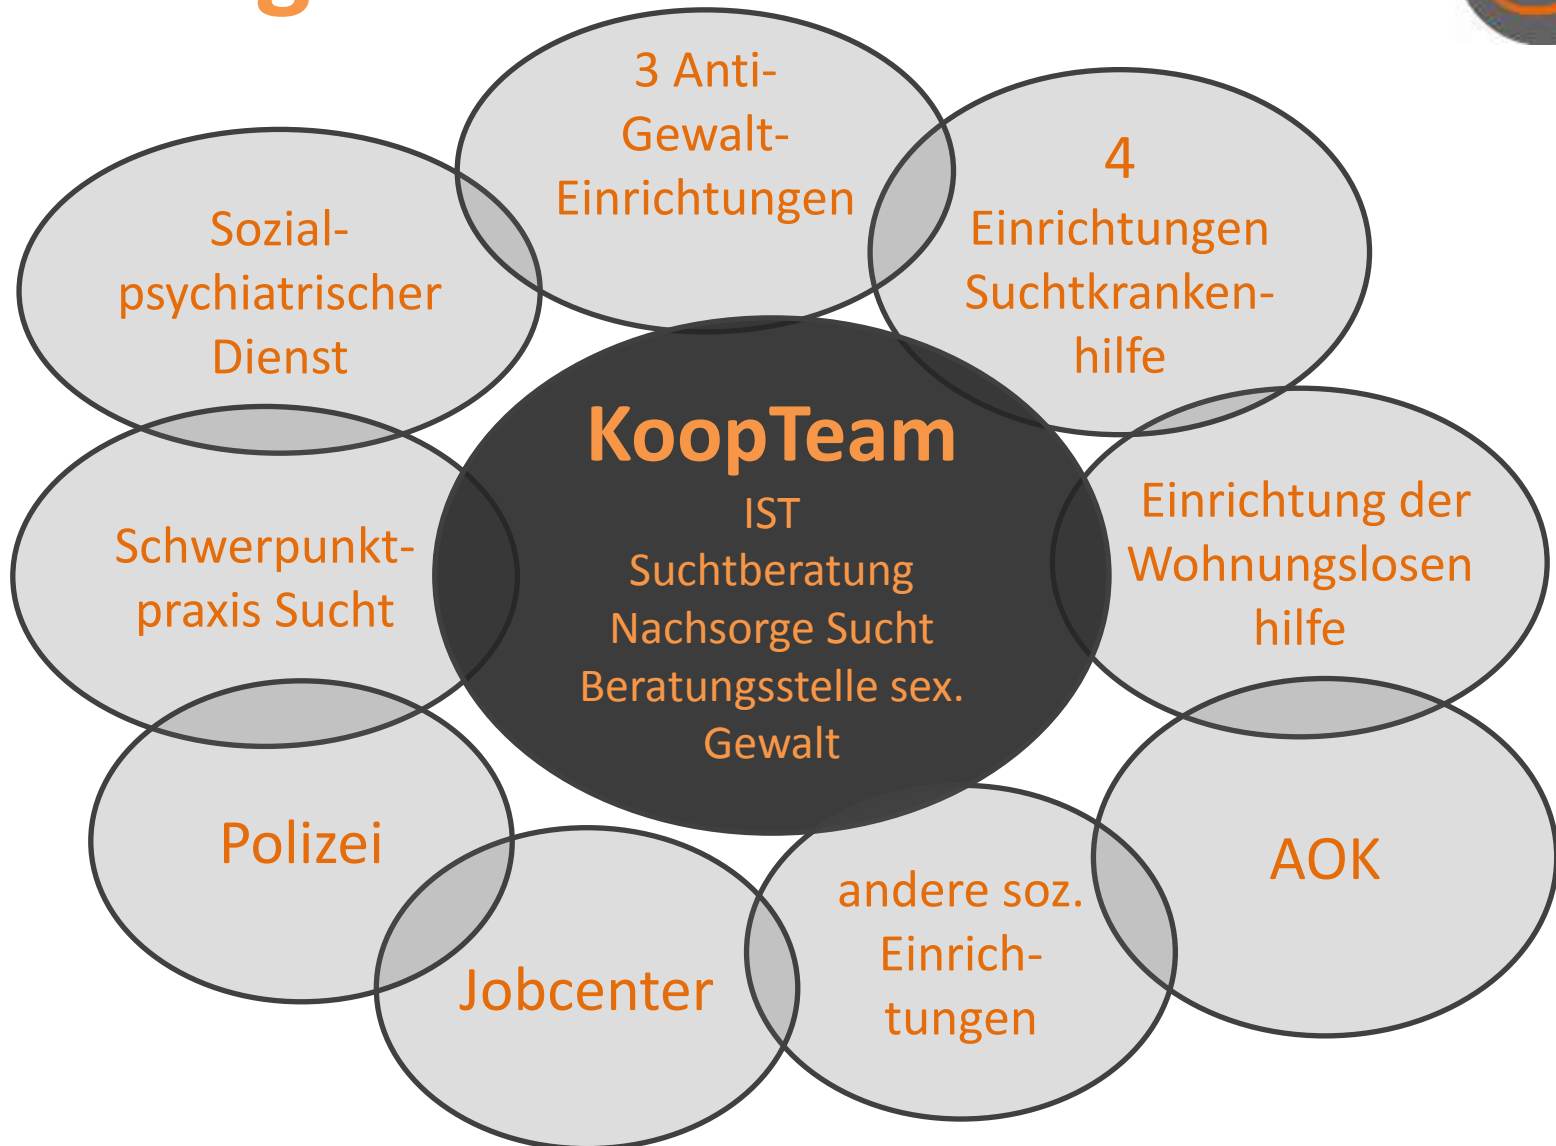 g
3 Anti-
Gewalt-
Einrichtungen
4
Einrichtungen
Suchtkranken-
hilfe
Sozial-
psychiatrischer
Dienst
KoopTeam
IST
Suchtberatung
Nachsorge Sucht
Beratungsstelle sex.
Gewalt
Einrichtung der
Wohnungslosen
hilfe
Schwerpunkt-
praxis Sucht
Polizei
AOK
andere soz.
Einrich-
tungen
Jobcenter